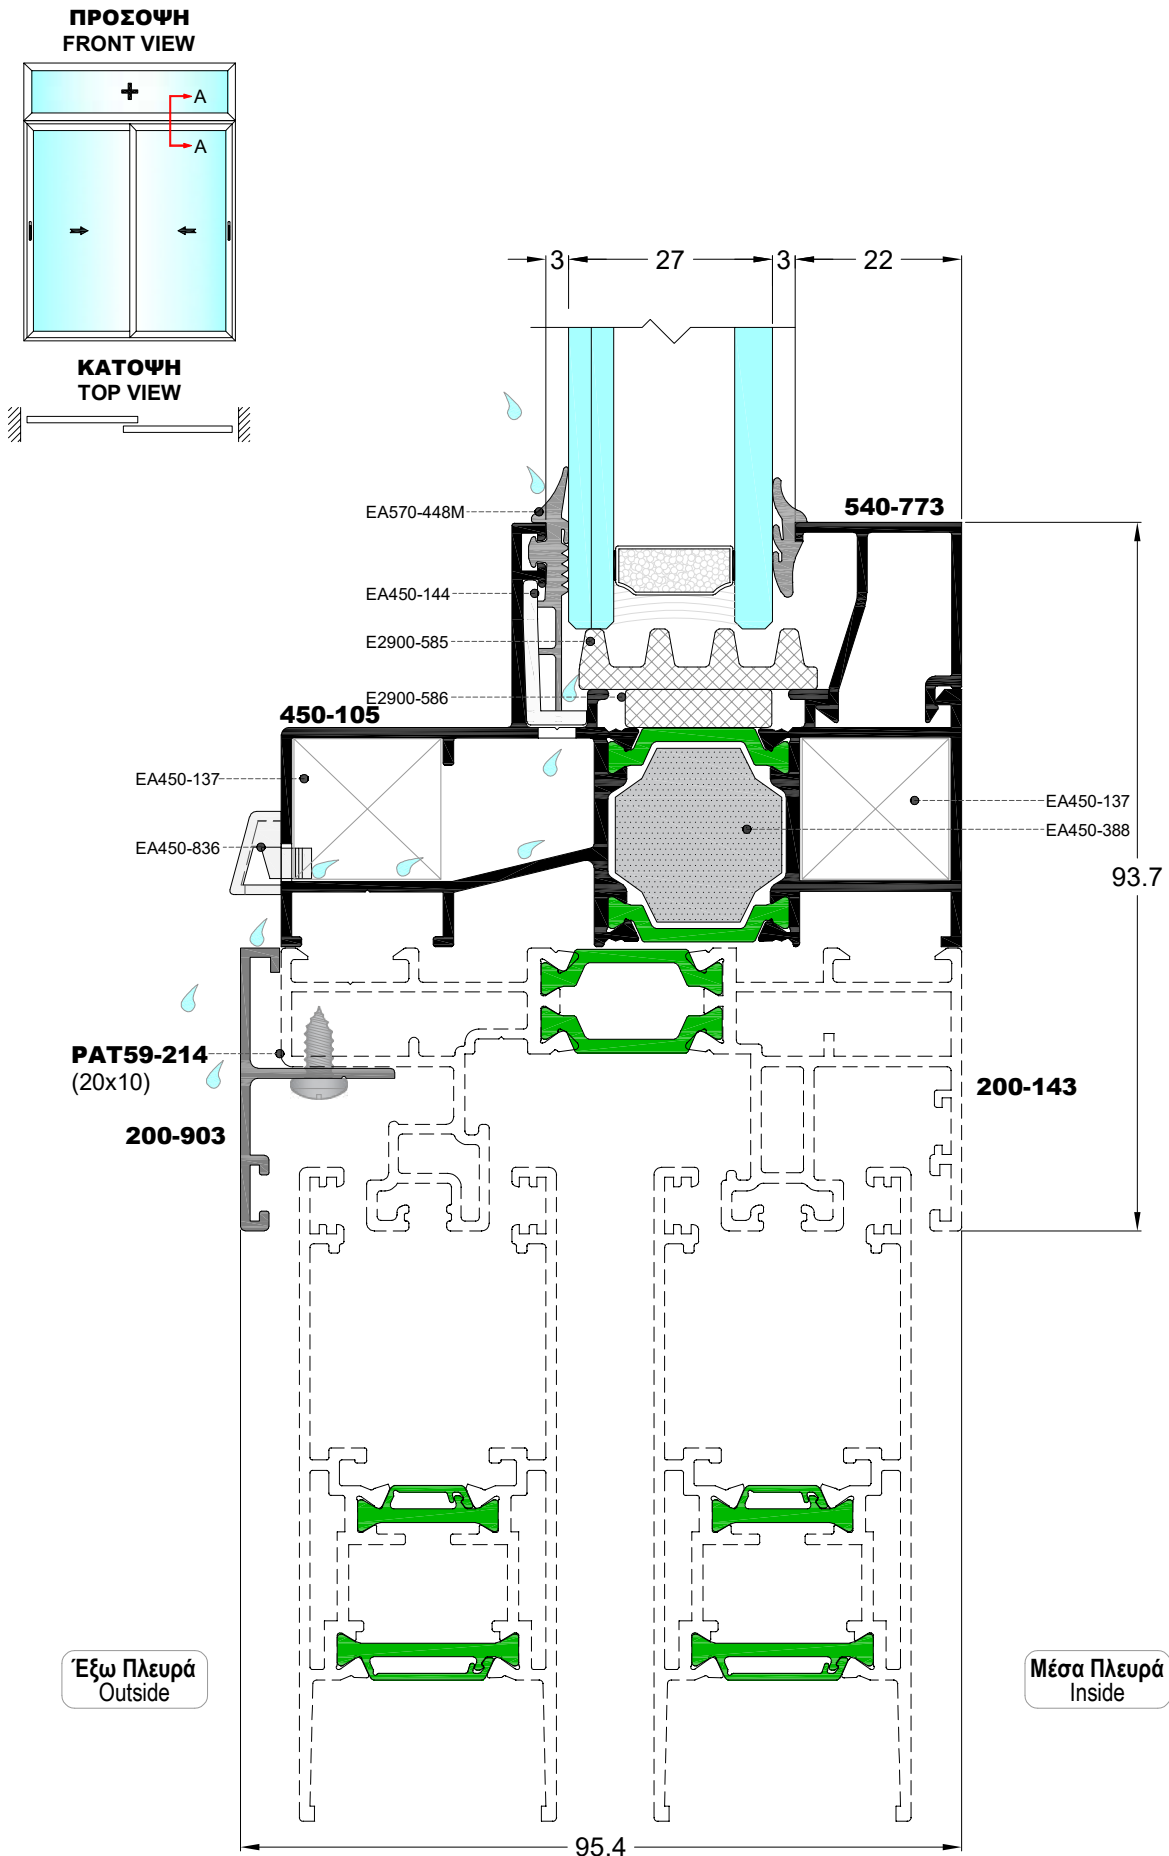 ΠΡΟΣΟΨΗ
FRONT VIEW
A
A
ΚΑΤΟΨΗ
TOP VIEW
3 27 3 22
EA570-448M
540-773
EA450-144
E2900-585
E2900-586
450-105
EA450-137
EA450-137
EA450-388
EA450-836
93.7
PAT59-214
(20x10)
200-143
200-903
Έξω Πλευρά
Outside
Μέσα Πλευρά
Inside
95.4